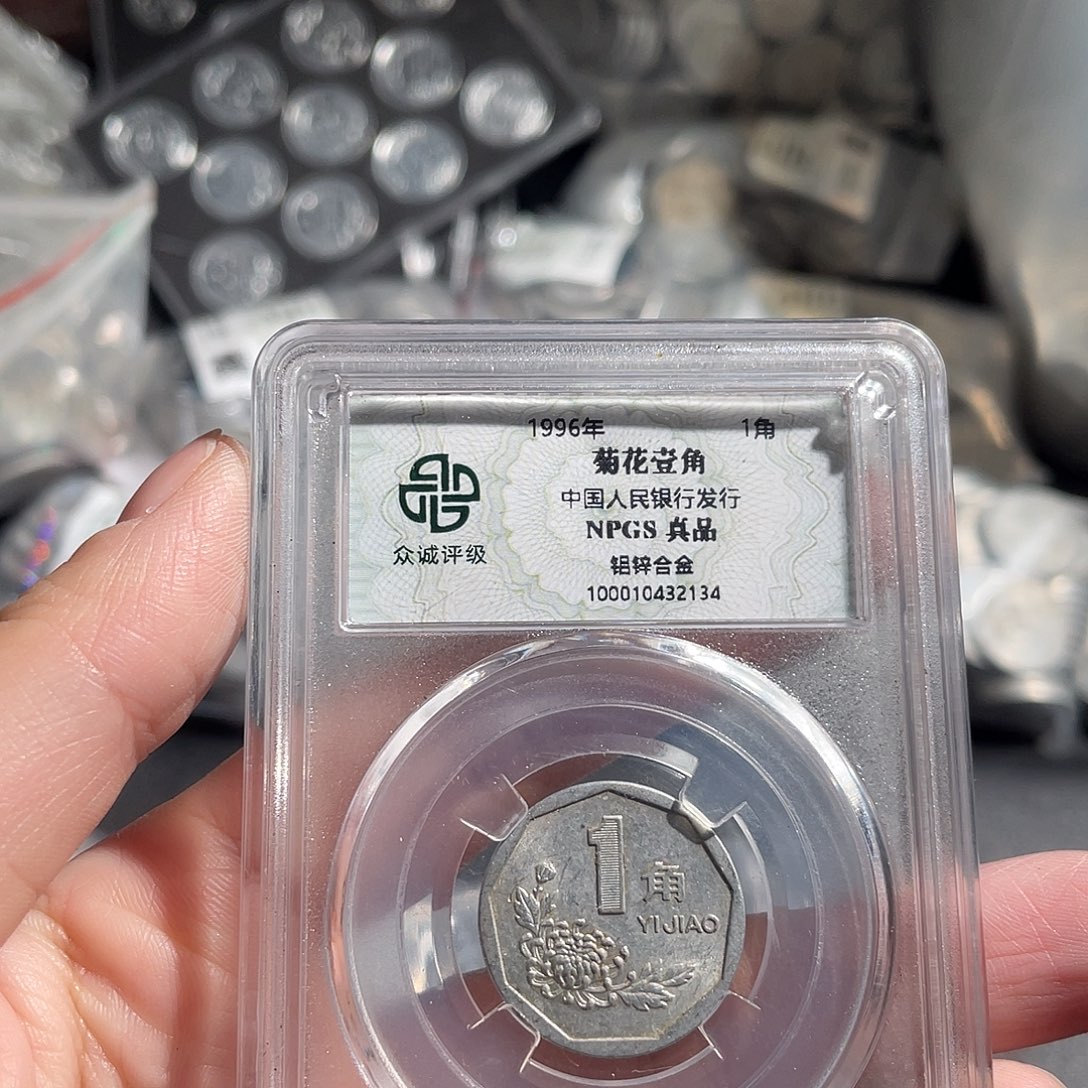 1996年 1角
菊花壹角
中国人民银行发行
NPGS 真品
铝锌合金
100010432134
众诚评级
1角
YIJIAO